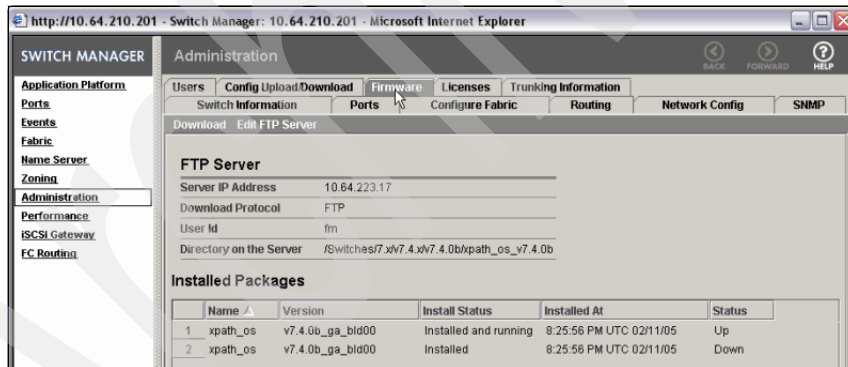 http://10.64.210.201 - Switch Manager: 10.64.210.201 - Microsoft Internet Explorer
SWITCH MANAGER
Administration
BACK FORWARD HELP
Application Platform
Ports
Events
Fabric
Name Server
Zoning
Administration
Performance
iSCSI Gateway
FC Routing
Users Config Upload/Download Firmware Licenses Trunking Information
Switch Information Ports Configure Fabric Routing Network Config SNMP
Download Edit FTP Server
FTP Server
Server IP Address 10.64.223.17
Download Protocol FTP
User Id fm
Directory on the Server /Switches/7.x/v7.4.x/v7.4.0b/xpath_os_v7.4.0b
Installed Packages
Name Version Install Status Installed At Status
1 xpath_os v7.4.0b_ga_bld00 Installed and running 8:25:56 PM UTC 02/11/05 Up
2 xpath_os v7.4.0b_ga_bld00 Installed 8:25:56 PM UTC 02/11/05 Down